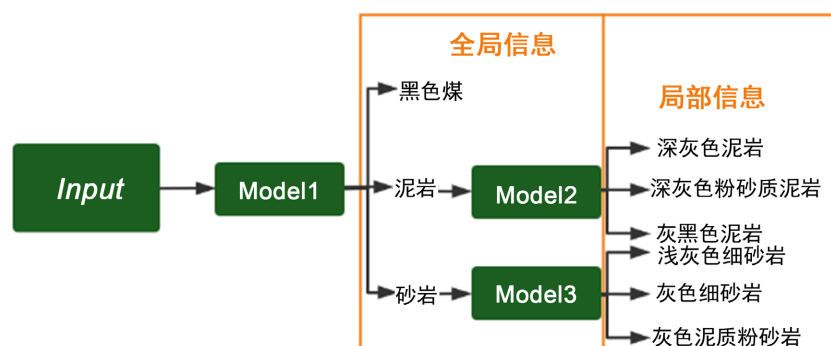 全局信息
局部信息
黑色煤
Input
Model1
泥岩
Model2
深灰色泥岩
深灰色粉砂质泥岩
灰黑色泥岩
砂岩
Model3
浅灰色细砂岩
灰色细砂岩
灰色泥质粉砂岩